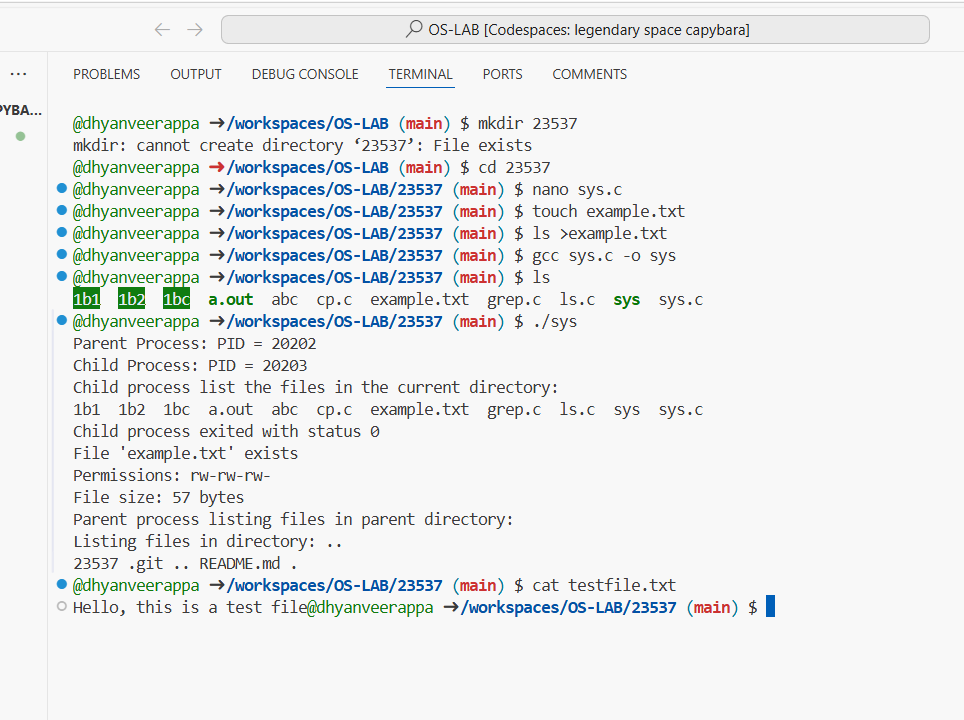 OS-LAB [Codespaces: legendary space capybara]
PROBLEMS OUTPUT DEBUG CONSOLE TERMINAL PORTS COMMENTS
PYBA...
@dhyanveerappa ➜/workspaces/OS-LAB (main) $ mkdir 23537
mkdir: cannot create directory ‘23537’: File exists
@dhyanveerappa ➜/workspaces/OS-LAB (main) $ cd 23537
@dhyanveerappa ➜/workspaces/OS-LAB/23537 (main) $ nano sys.c
@dhyanveerappa ➜/workspaces/OS-LAB/23537 (main) $ touch example.txt
@dhyanveerappa ➜/workspaces/OS-LAB/23537 (main) $ ls >example.txt
@dhyanveerappa ➜/workspaces/OS-LAB/23537 (main) $ gcc sys.c -o sys
@dhyanveerappa ➜/workspaces/OS-LAB/23537 (main) $ ls
1b1 1b2 1bc a.out abc cp.c example.txt grep.c ls.c sys sys.c
@dhyanveerappa ➜/workspaces/OS-LAB/23537 (main) $ ./sys
Parent Process: PID = 20202
Child Process: PID = 20203
Child process list the files in the current directory:
1b1 1b2 1bc a.out abc cp.c example.txt grep.c ls.c sys sys.c
Child process exited with status 0
File 'example.txt' exists
Permissions: rw-rw-rw-
File size: 57 bytes
Parent process listing files in parent directory:
Listing files in directory: ..
23537 .git .. README.md .
@dhyanveerappa ➜/workspaces/OS-LAB/23537 (main) $ cat testfile.txt
Hello, this is a test file@dhyanveerappa ➜/workspaces/OS-LAB/23537 (main) $